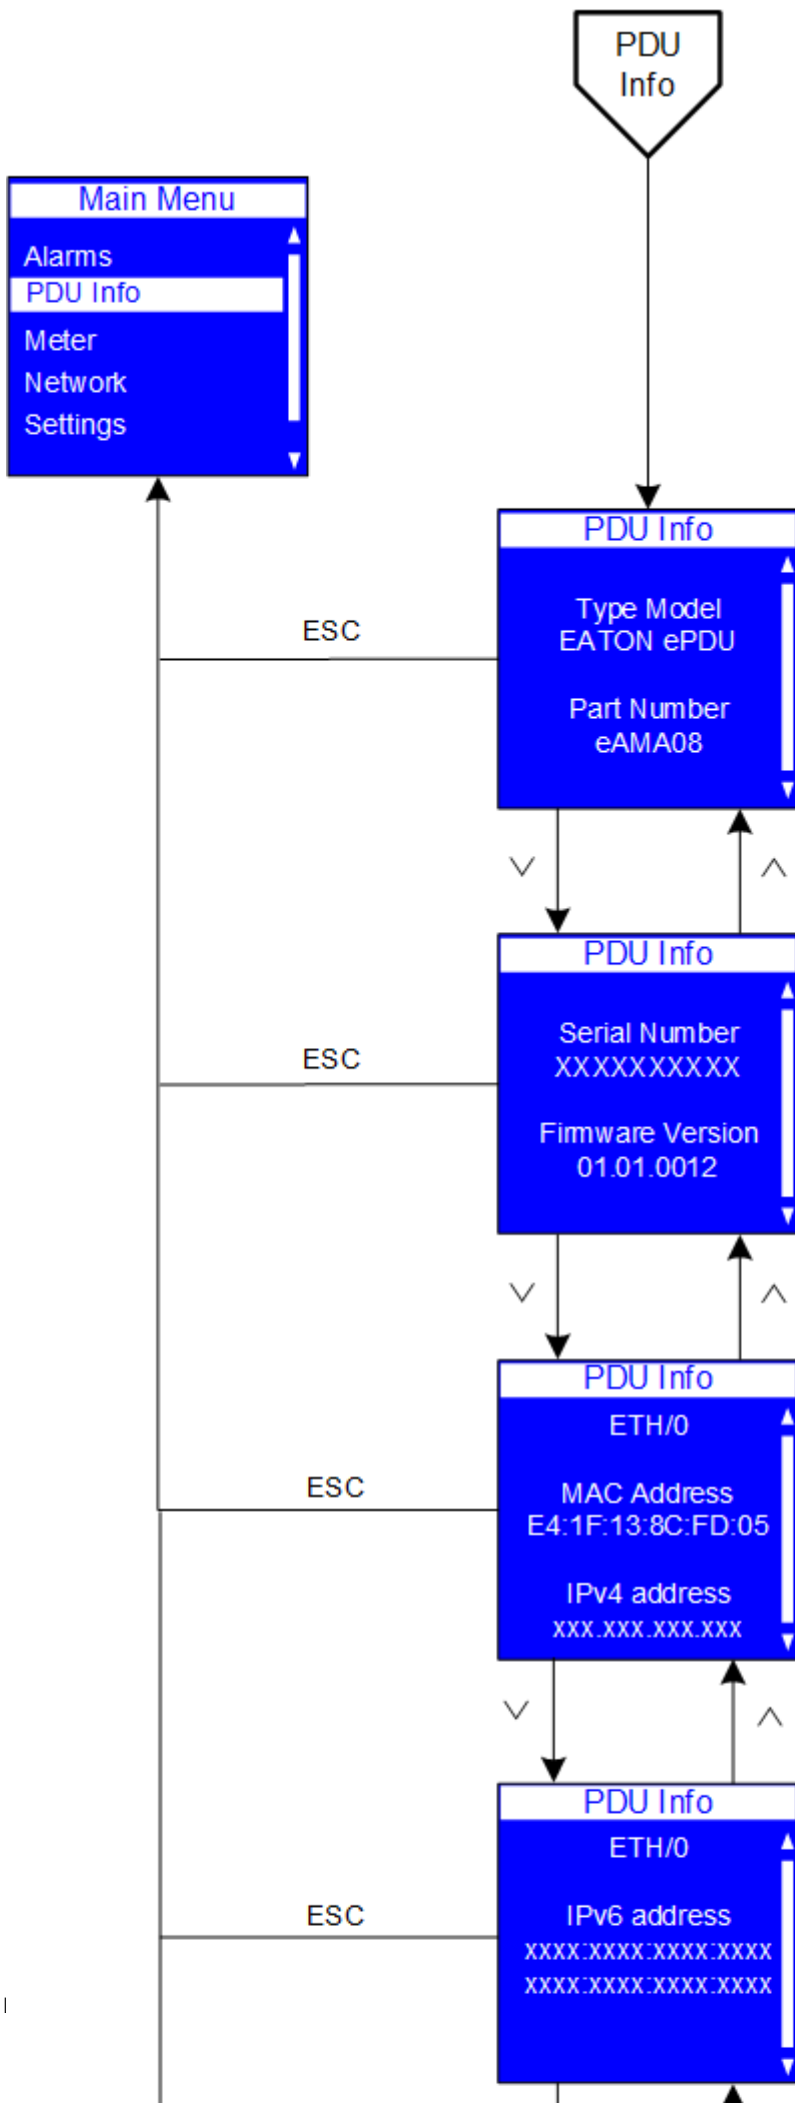 PDU
Info
Main Menu
Alarms
PDU Info
Meter
Network
Settings
PDU Info
Type Model
EATON ePDU
Part Number
eAMA08
ESC
PDU Info
Serial Number
XXXXXXXXXX
Firmware Version
01.01.0012
ESC
PDU Info
ETH/0
MAC Address
E4:1F:13:8C:FD:05
IPv4 address
xxx.xxx.xxx.xxx
ESC
PDU Info
ETH/0
IPv6 address
xxxx:xxxx:xxxx:xxxx
xxxx:xxxx:xxxx:xxxx
ESC